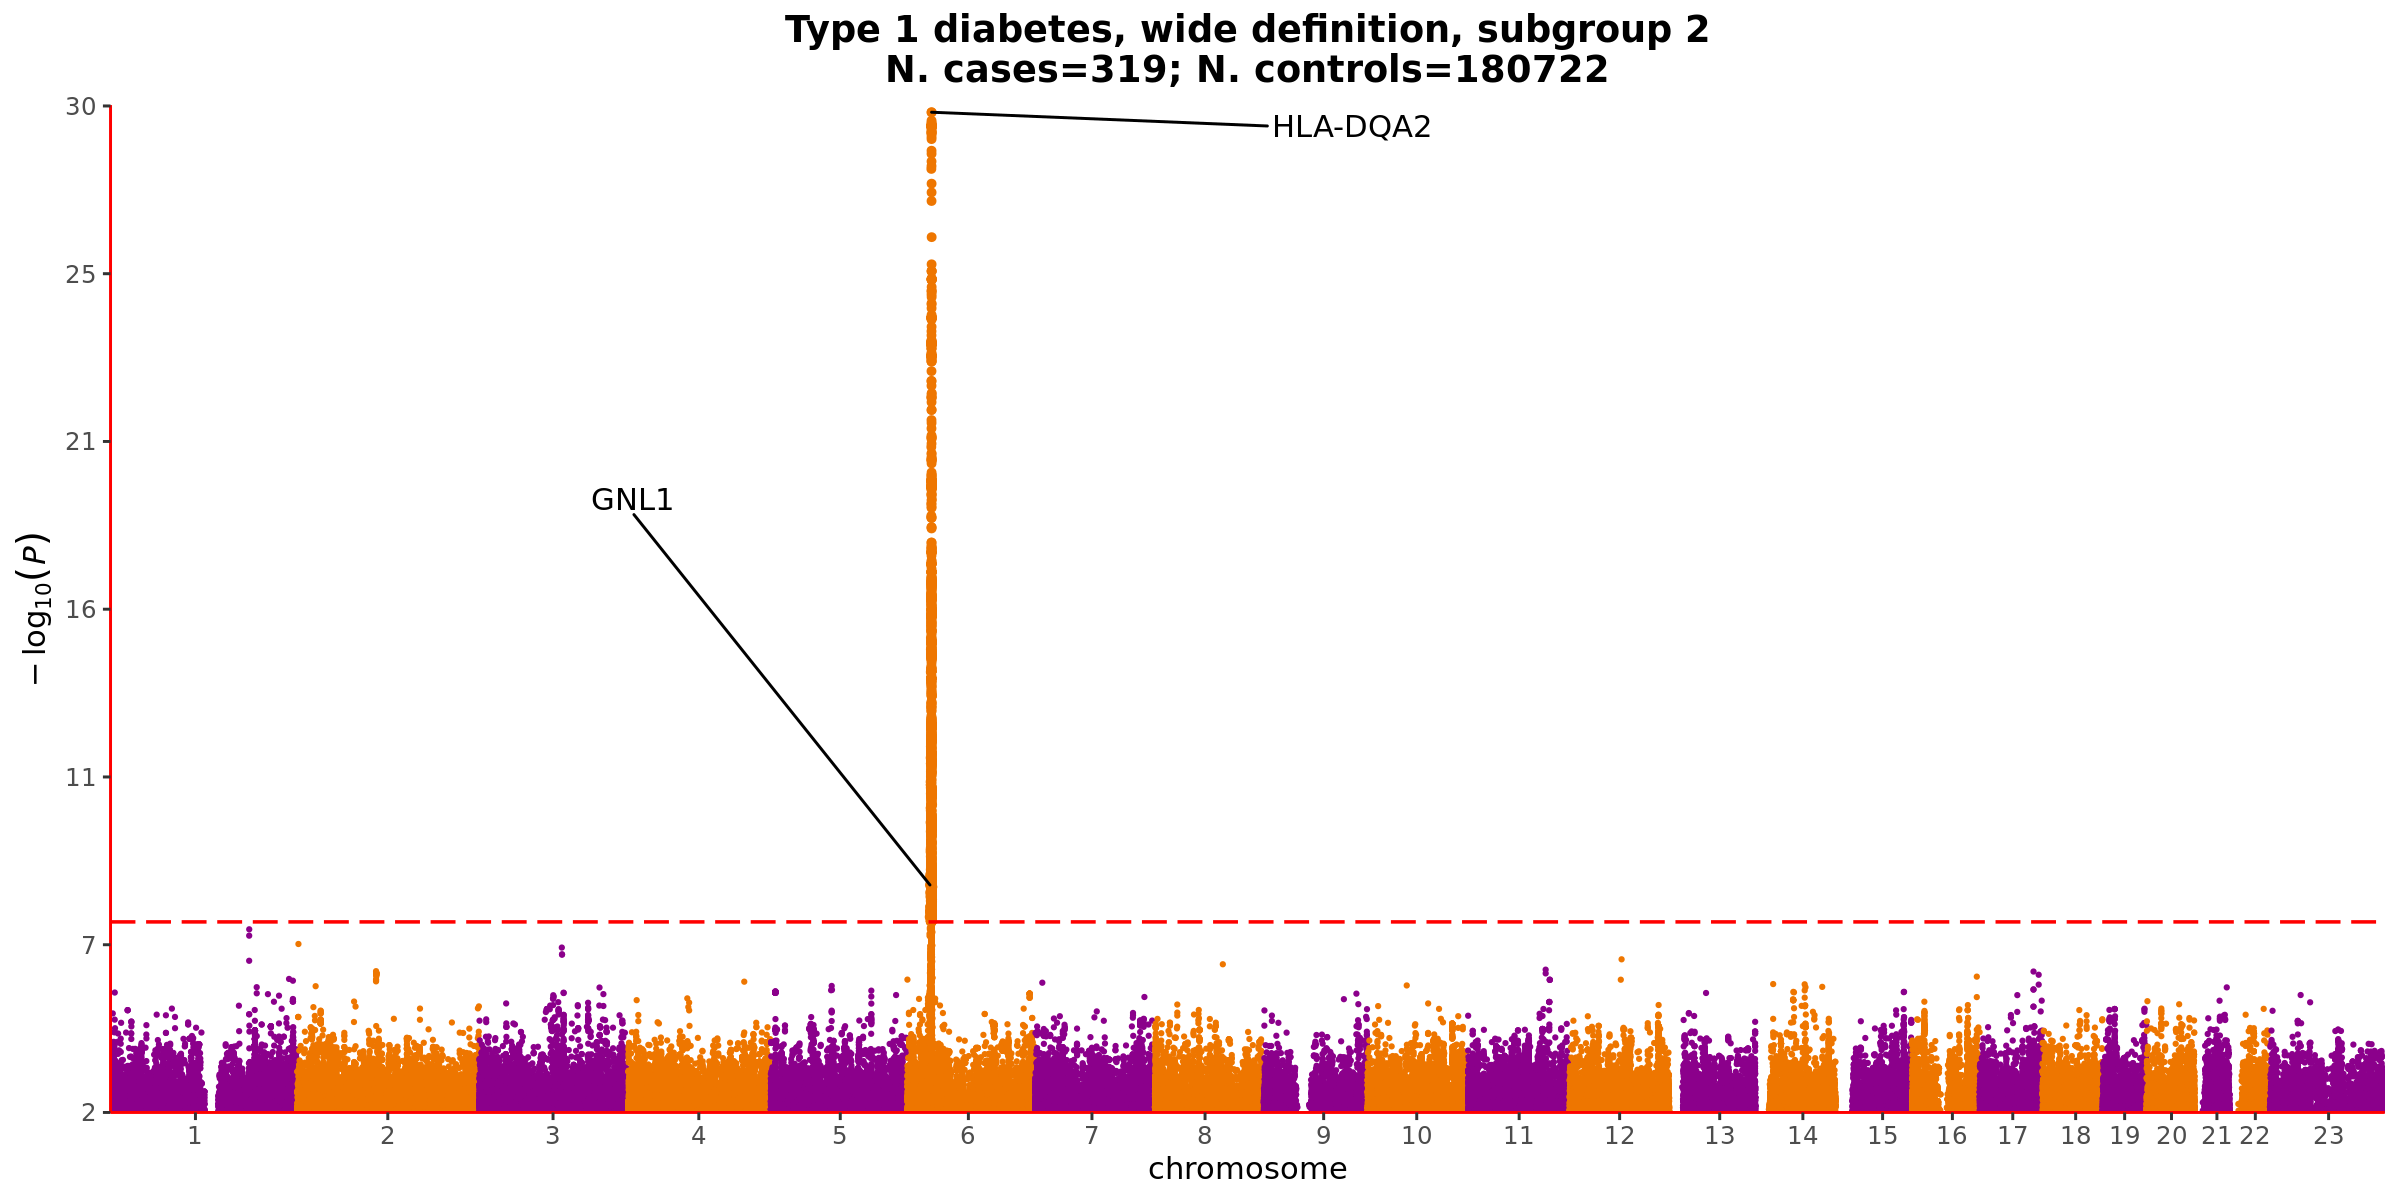 Type 1 diabetes, wide definition, subgroup 2
N. cases=319; N. controls=180722
30
HLA-DQA2
25
21
GNL1
16
− log10(P)
11
7
2
1 2 3 4 5 6 7 8 9 10 11 12 13 14 15 16 17 18 19 20 21 22 23
chromosome